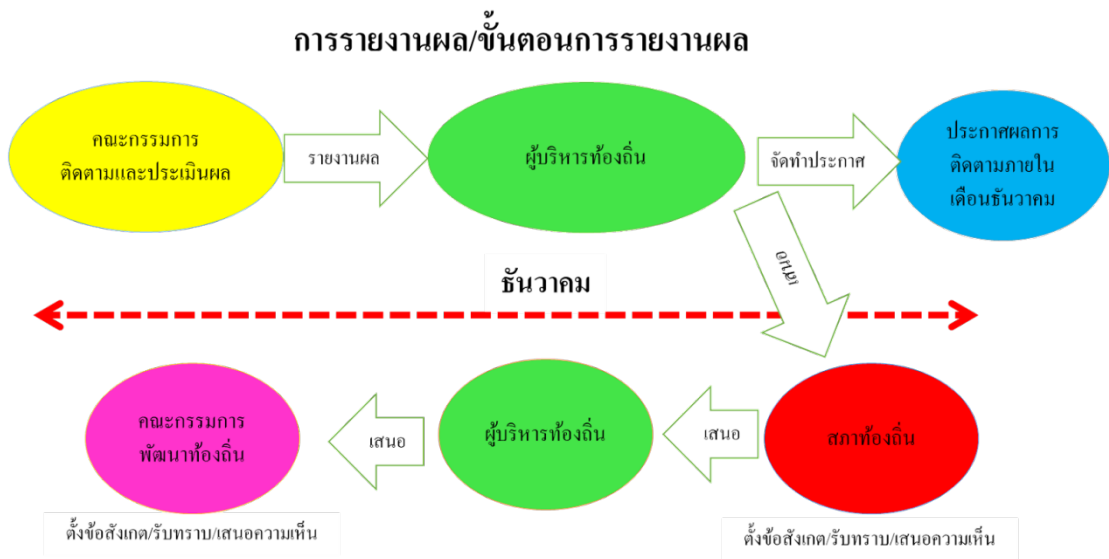 การรายงานผล/ขั้นตอนการรายงานผล
คณะกรรมการ
ติดตามและประเมินผล
รายงานผล
ผู้บริหารท้องถิ่น
จัดทำประกาศ
ประกาศผลการ
ติดตามภายใน
เดือนธันวาคม
เสนอ
ธันวาคม
คณะกรรมการ
พัฒนาท้องถิ่น
เสนอ
ผู้บริหารท้องถิ่น
เสนอ
สภาท้องถิ่น
ตั้งข้อสังเกต/รับทราบ/เสนอความเห็น
ตั้งข้อสังเกต/รับทราบ/เสนอความเห็น